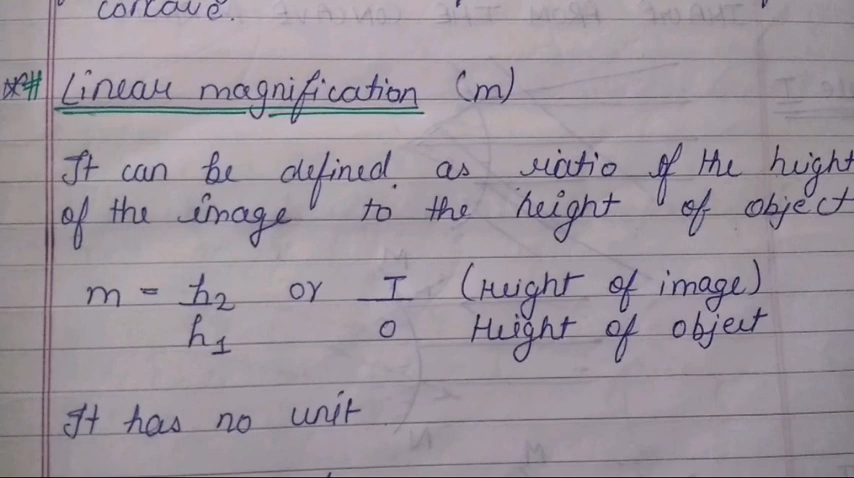 concave.
*# Linear magnification (m)
It can be defined as ratio of the height
of the image to the height of object
m = h2 or I (Height of image)
h1 O Height of object
It has no unit